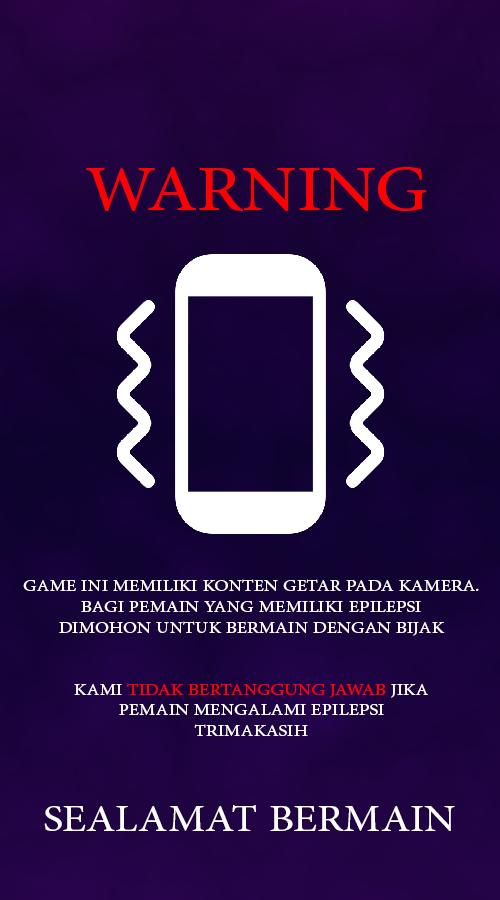 WARNING
GAME INI MEMILIKI KONTEN GETAR PADA KAMERA.
BAGI PEMAIN YANG MEMILIKI EPILEPSI
DIMOHON UNTUK BERMAIN DENGAN BIJAK
KAMI TIDAK BERTANGGUNG JAWAB JIKA
PEMAIN MENGALAMI EPILEPSI
TRIMAKASIH
SEALAMAT BERMAIN